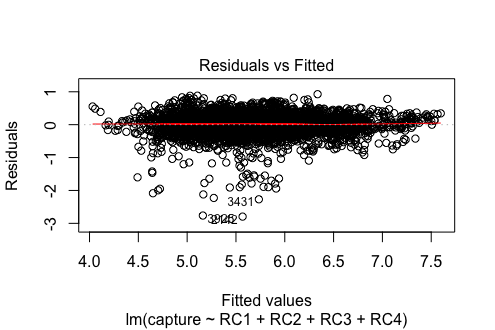 Residuals vs Fitted
Residuals
1
0
-1
-2
-3
3431
4.0 4.5 5.0 5.5 6.0 6.5 7.0 7.5
Fitted values
lm(capture ~ RC1 + RC2 + RC3 + RC4)